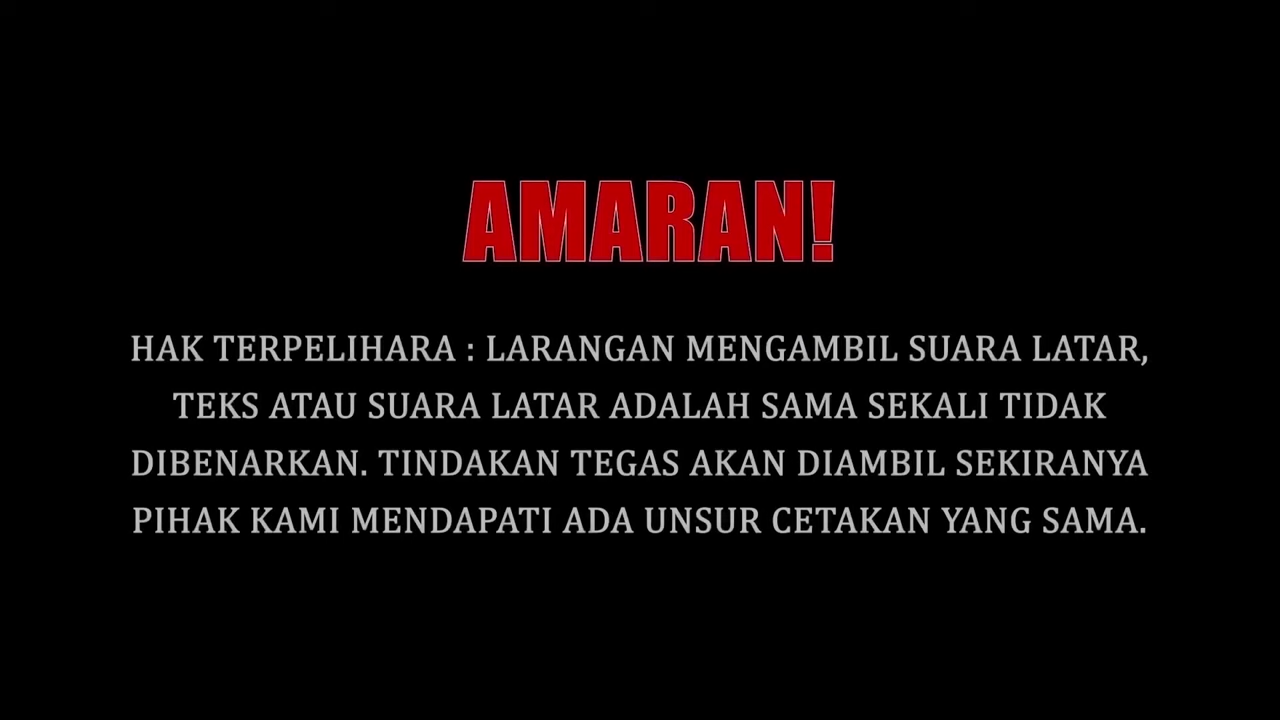 AMARAN!
HAK TERPELIHARA : LARANGAN MENGAMBIL SUARA LATAR,
TEKS ATAU SUARA LATAR ADALAH SAMA SEKALI TIDAK
DIBENARKAN. TINDAKAN TEGAS AKAN DIAMBIL SEKIRANYA
PIHAK KAMI MENDAPATI ADA UNSUR CETAKAN YANG SAMA.